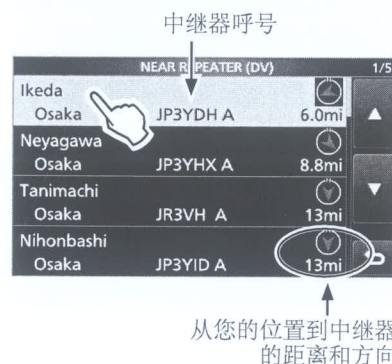 中继器呼号
NEAR REPEATER (DV) 1/5
Ikeda
Osaka JP3YDH A 6.0mi
Neyagawa
Osaka JP3YHX A 8.8mi
Tanimachi
Osaka JR3VH A 13mi
Nihonbashi
Osaka JP3YID A 13mi
从您的位置到中继器
的距离和方向